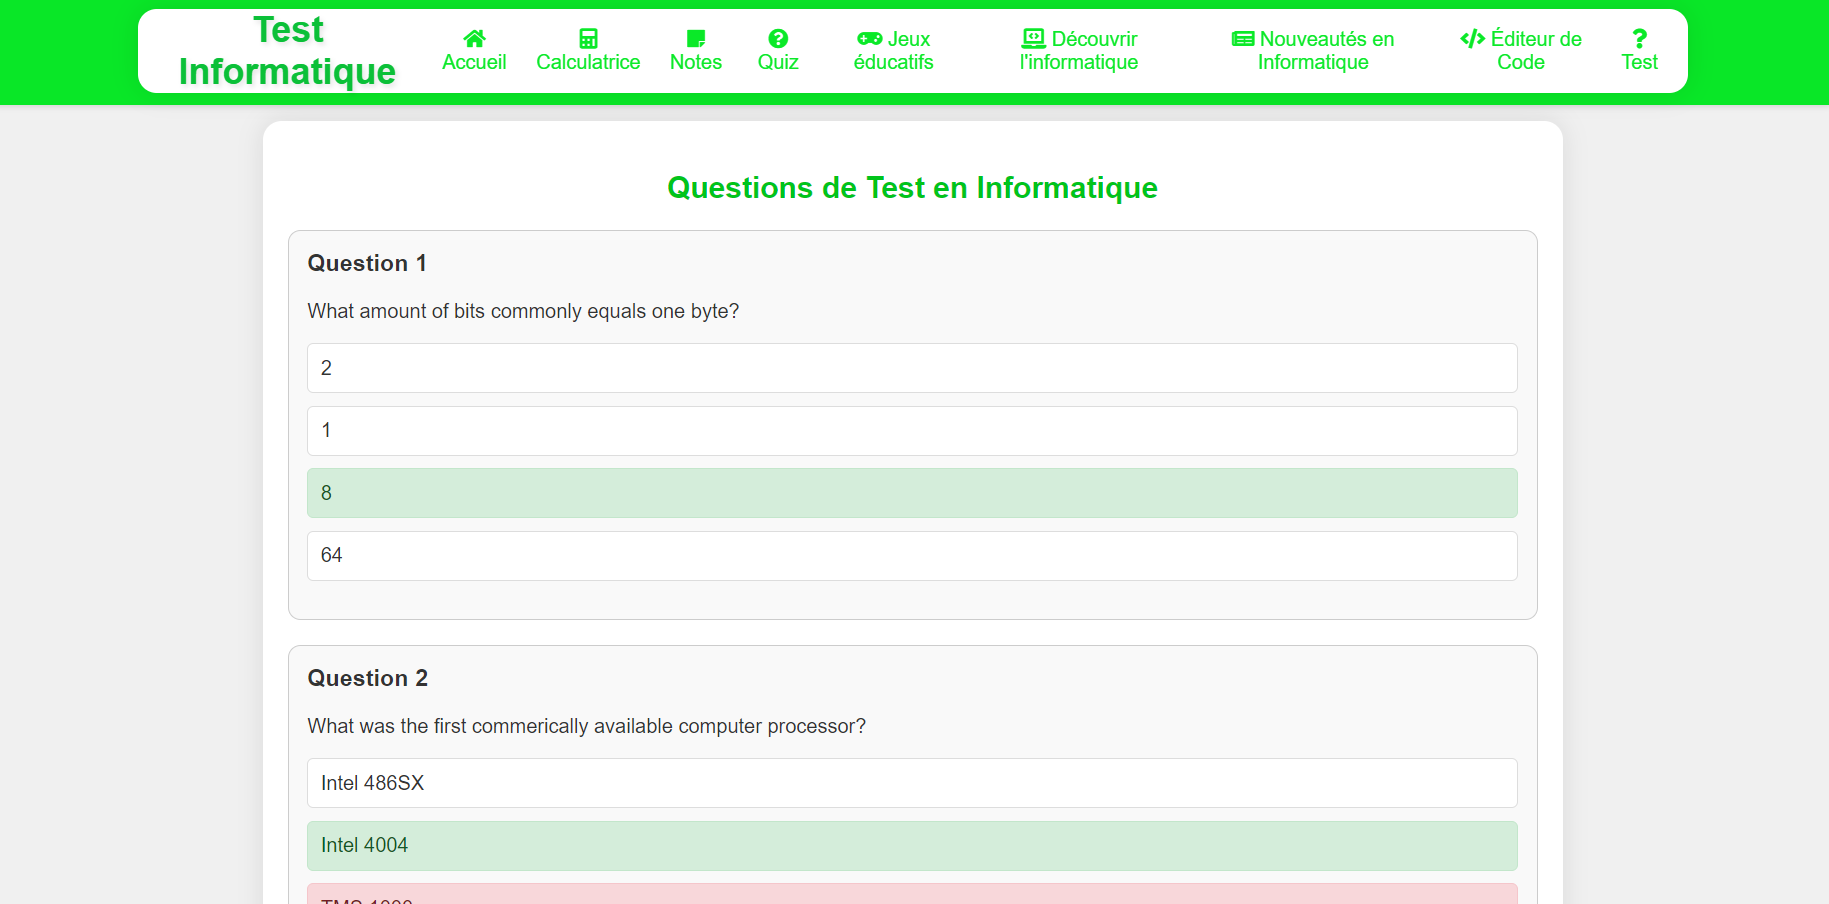 Test
Informatique
Accueil
Calculatrice
Notes
Quiz
Jeux
éducatifs
Découvrir
l'informatique
Nouveautés en
Informatique
Éditeur de
Code
Test
Questions de Test en Informatique
Question 1
What amount of bits commonly equals one byte?
2
1
8
64
Question 2
What was the first commerically available computer processor?
Intel 486SX
Intel 4004